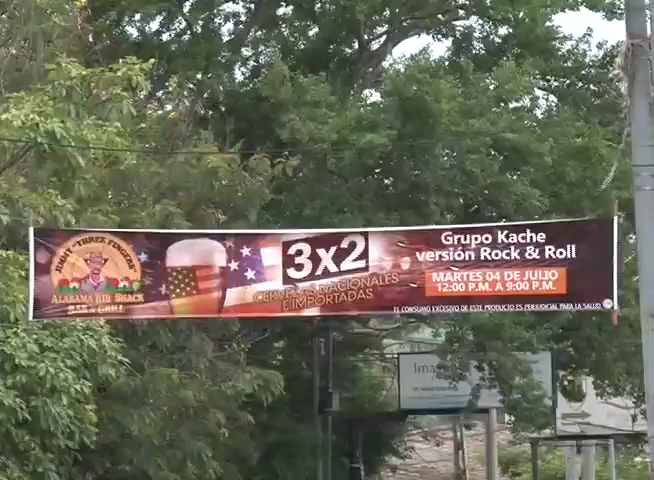 JIMMY "THREE FINGERS"
ALABAMA RIB SHACK
BAR & GRILL
3x2
CERVEZAS NACIONALES
E IMPORTADAS
Grupo Kache
versión Rock & Roll
MARTES 04 DE JULIO
12:00 P.M. A 9:00 P.M.
EL CONSUMO EXCESIVO DE ESTE PRODUCTO ES PERJUDICIAL PARA LA SALUD